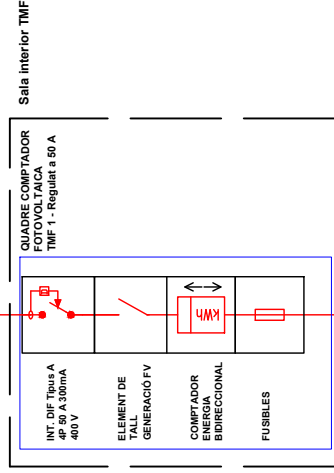 Sala interior TMF
QUADRE COMPTADOR
FOTOVOLTAICA
TMF 1 - Regulat a 50 A
INT. DIF Tipus A
4P 50 A 300mA
400 V
ELEMENT DE
TALL
GENERACIÓ FV
COMPTADOR
ENERGIA
BIDIRECCIONAL
kWh
FUSIBLES